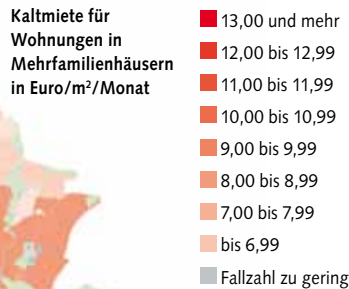 Kaltmiete für
Wohnungen in
Mehrfamilienhäusern
in Euro/m²/Monat
13,00 und mehr
12,00 bis 12,99
11,00 bis 11,99
10,00 bis 10,99
9,00 bis 9,99
8,00 bis 8,99
7,00 bis 7,99
bis 6,99
Fallzahl zu gering